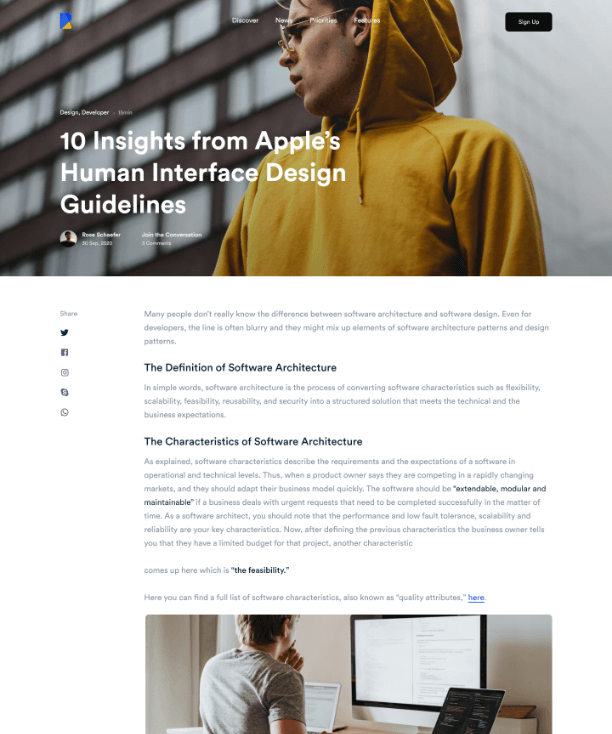 Discover News Priorities Features Sign Up
Design, Developer
10 Insights from Apple's
Human Interface Design
Guidelines
Rose Schaefer Join the Conversation
30 Sep, 2020 3 Comments
Share
Many people don't really know the difference between software architecture and software design. Even for
developers, the line is often blurry and they might mix up elements of software architecture patterns and design
patterns.
The Definition of Software Architecture
In simple words, software architecture is the process of converting software characteristics such as flexibility,
scalability, feasibility, reusability, and security into a structured solution that meets the technical and the
business expectations.
The Characteristics of Software Architecture
As explained, software characteristics describe the requirements and the expectations of a software in
operational and technical levels. Thus, when a product owner says they are competing in a rapidly changing
markets, and they should adapt their business model quickly. The software should be “extendable, modular and
maintainable” if a business deals with urgent requests that need to be completed successfully in the matter of
time. As a software architect, you should note that the performance and low fault tolerance, scalability and
reliability are your key characteristics. Now, after defining the previous characteristics the business owner tells
you that they have a limited budget for that project, another characteristic
comes up here which is “the feasibility.”
Here you can find a full list of software characteristics, also known as “quality attributes,” here.